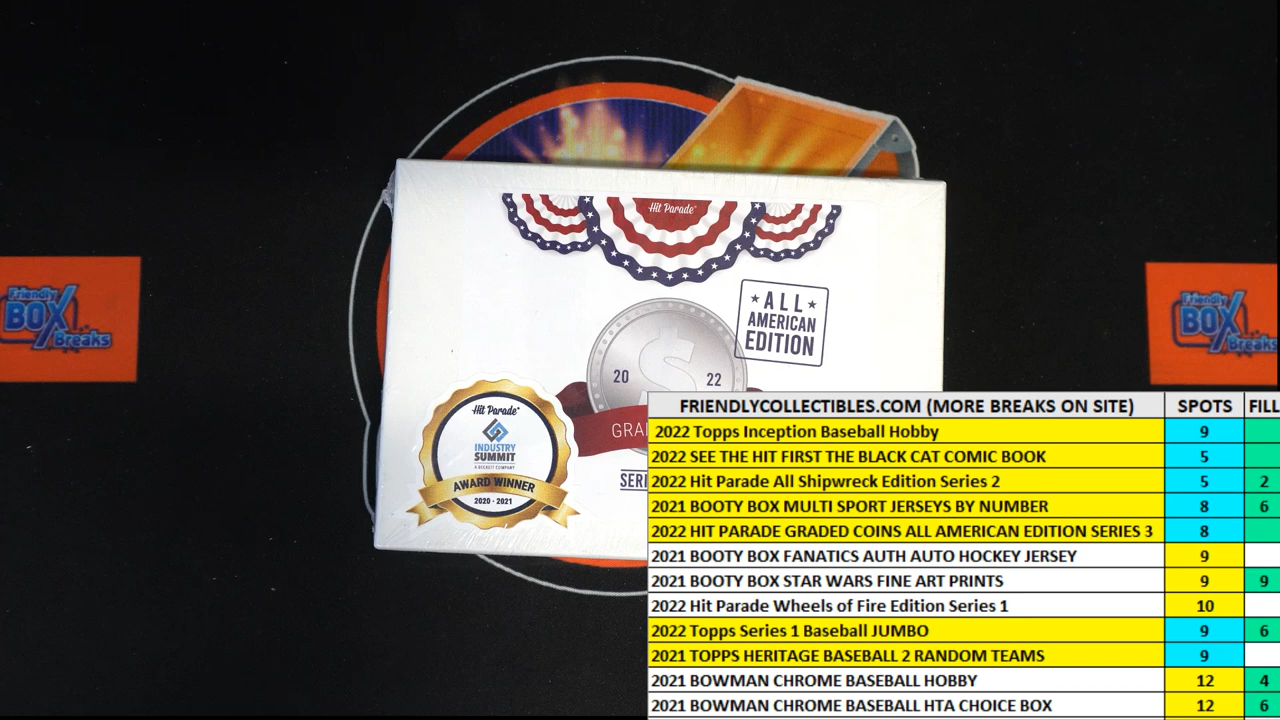 Hit Parade
ALL
AMERICAN
EDITION
20 22
GRA
SERI
Hit Parade
INDUSTRY
SUMMIT
A BECKETT COMPANY
AWARD WINNER
2020 - 2021
Friendly
BOX
Breaks
Friendly
BOX
Breaks
FRIENDLYCOLLECTIBLES.COM (MORE BREAKS ON SITE) SPOTS FILL
2022 Topps Inception Baseball Hobby 9
2022 SEE THE HIT FIRST THE BLACK CAT COMIC BOOK 5
2022 Hit Parade All Shipwreck Edition Series 2 5 2
2021 BOOTY BOX MULTI SPORT JERSEYS BY NUMBER 8 6
2022 HIT PARADE GRADED COINS ALL AMERICAN EDITION SERIES 3 8
2021 BOOTY BOX FANATICS AUTH AUTO HOCKEY JERSEY 9
2021 BOOTY BOX STAR WARS FINE ART PRINTS 9 9
2022 Hit Parade Wheels of Fire Edition Series 1 10
2022 Topps Series 1 Baseball JUMBO 9 6
2021 TOPPS HERITAGE BASEBALL 2 RANDOM TEAMS 9
2021 BOWMAN CHROME BASEBALL HOBBY 12 4
2021 BOWMAN CHROME BASEBALL HTA CHOICE BOX 12 6